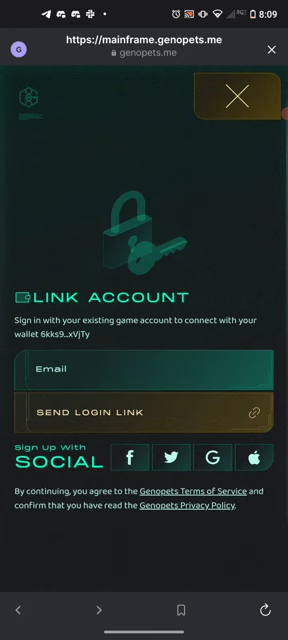 8:09
https://mainframe.genopets.me
G
genopets.me
LINK ACCOUNT
Sign in with your existing game account to connect with your
wallet 6kks9...xVjTy
Email
SEND LOGIN LINK
Sign Up With
SOCIAL
By continuing, you agree to the Genopets Terms of Service and
confirm that you have read the Genopets Privacy Policy.